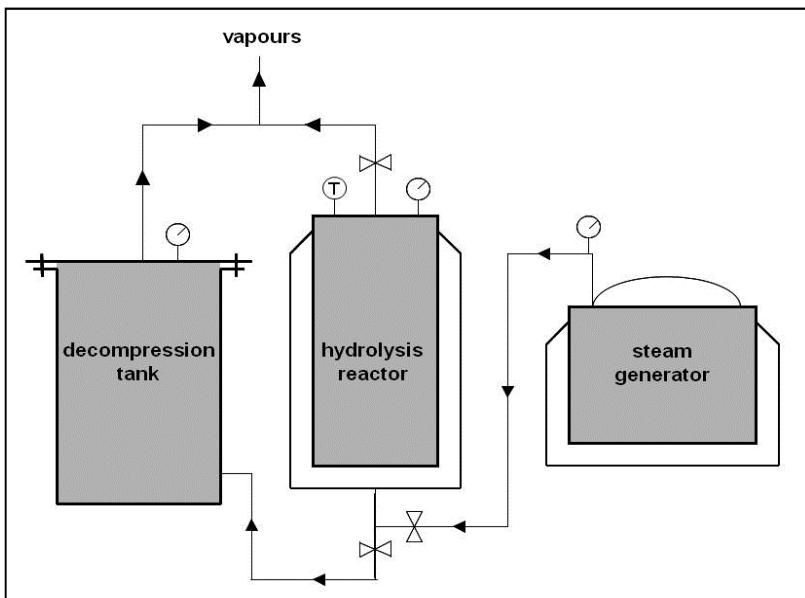 vapours
T
decompression
tank
hydrolysis
reactor
steam
generator